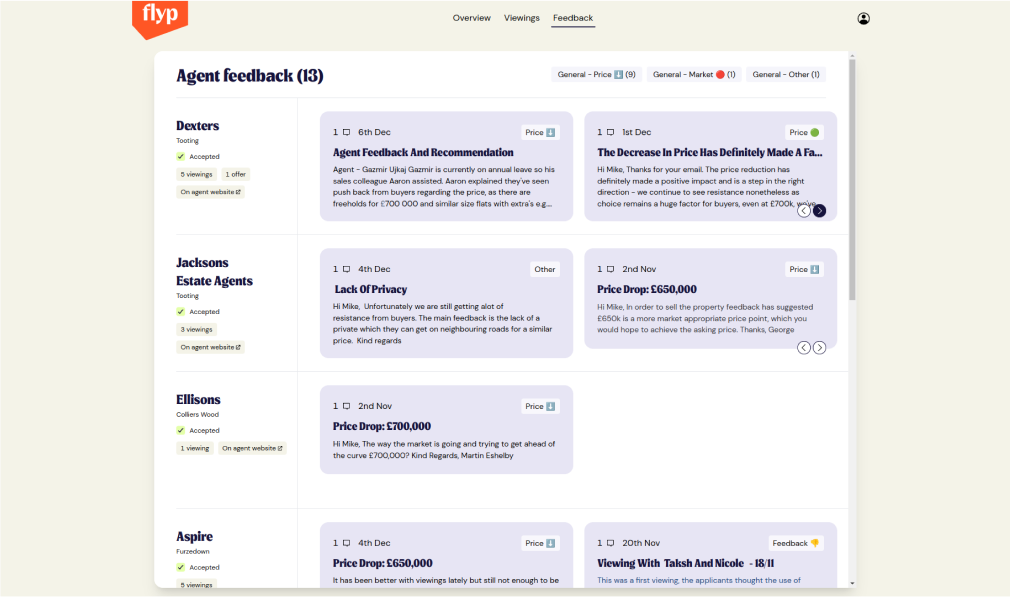 flyp
Overview Viewings Feedback
Agent feedback (13)
General - Price ⬇️ (9) General - Market 🔴 (1) General - Other (1)
Dexters
Tooting
Accepted
5 viewings 1 offer
On agent website
1 6th Dec Price ⬇️
Agent Feedback And Recommendation
Agent - Gazmir Ujkaj Gazmir is currently on annual leave so his
sales colleague Aaron assisted. Aaron explained they've seen
push back from buyers regarding the price, as there are
freeholds for £700 000 and similar size flats with extra's e.g....
1 1st Dec Price 🟢
The Decrease In Price Has Definitely Made A Fa...
Hi Mike, Thanks for your email. The price reduction has
definitely made a positive impact and is a step in the right
direction - we continue to see resistance nonetheless as
choice remains a huge factor for buyers, even at £700k, we've
Jacksons
Estate Agents
Tooting
Accepted
3 viewings
On agent website
1 4th Dec Other
Lack Of Privacy
Hi Mike, Unfortunately we are still getting alot of
resistance from buyers. The main feedback is the lack of a
private which they can get on neighbouring roads for a similar
price. Kind regards
1 2nd Nov Price ⬇️
Price Drop: £650,000
Hi Mike, In order to sell the property feedback has suggested
£650k is a more market appropriate price point, which you
would hope to achieve the asking price. Thanks, George
Ellisons
Colliers Wood
Accepted
1 viewing On agent website
1 2nd Nov Price ⬇️
Price Drop: £700,000
Hi Mike, The way the market is going and trying to get ahead of
the curve £700,000? Kind Regards, Martin Eshelby
Aspire
Furzedown
Accepted
5 viewings
1 4th Dec Price ⬇️
Price Drop: £650,000
It has been better with viewings lately but still not enough to be
1 20th Nov Feedback 👎
Viewing With Taksh And Nicole - 18/11
This was a first viewing, the applicants thought the use of